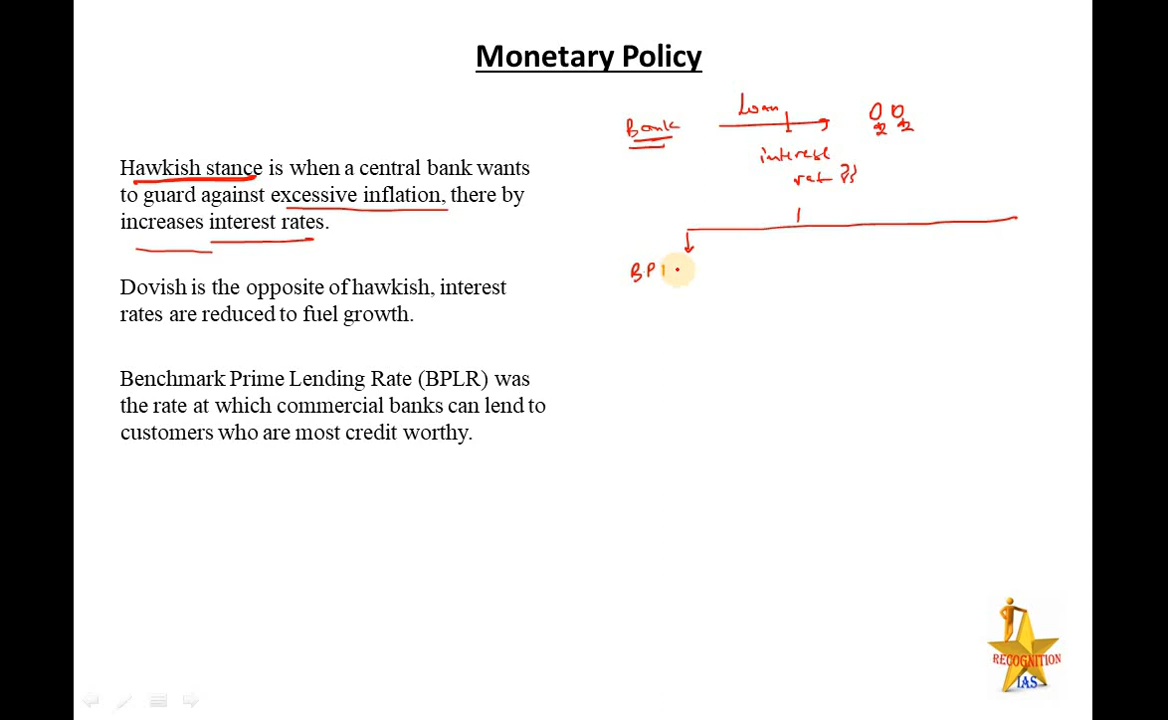 Monetary Policy
Hawkish stance is when a central bank wants
to guard against excessive inflation, there by
increases interest rates.
Dovish is the opposite of hawkish, interest
rates are reduced to fuel growth.
Benchmark Prime Lending Rate (BPLR) was
the rate at which commercial banks can lend to
customers who are most credit worthy.
Loan
Bank
interest
rat ??
B.P
RECOGNITION
IAS